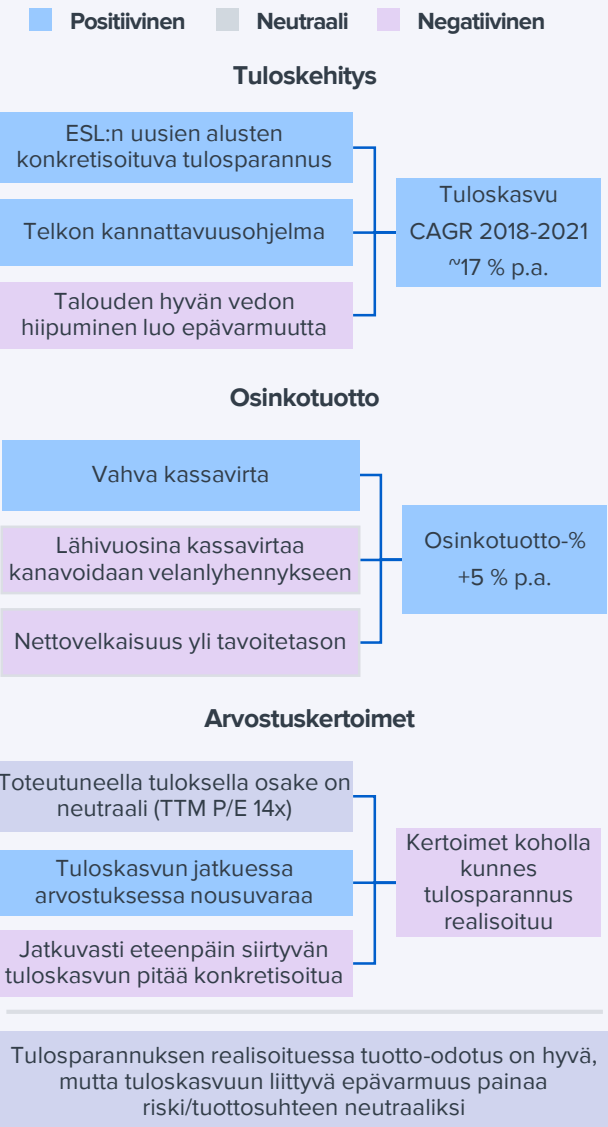 Positiivinen Neutraali Negatiivinen
Tuloskehitys
ESL:n uusien alusten
konkretisoituva tulosparannus
Telkon kannattavuusohjelma
Talouden hyvän vedon
hiipuminen luo epävarmuutta
Tuloskasvu
CAGR 2018-2021
~17 % p.a.
Osinkotuotto
Vahva kassavirta
Lähivuosina kassavirtaa
kanavoidaan velanlyhennykseen
Nettovelkaisuus yli tavoitetason
Osinkotuotto-%
+5 % p.a.
Arvostuskertoimet
Toteutuneella tuloksella osake on
neutraali (TTM P/E 14x)
Tuloskasvun jatkuessa
arvostuksessa nousuvaraa
Jatkuvasti eteenpäin siirtyvän
tuloskasvun pitää konkretisoitua
Kertoimet koholla
kunnes
tulosparannus
realisoituu
Tulosparannuksen realisoituessa tuotto-odotus on hyvä,
mutta tuloskasvuun liittyvä epävarmuus painaa
riski/tuottosuhteen neutraaliksi